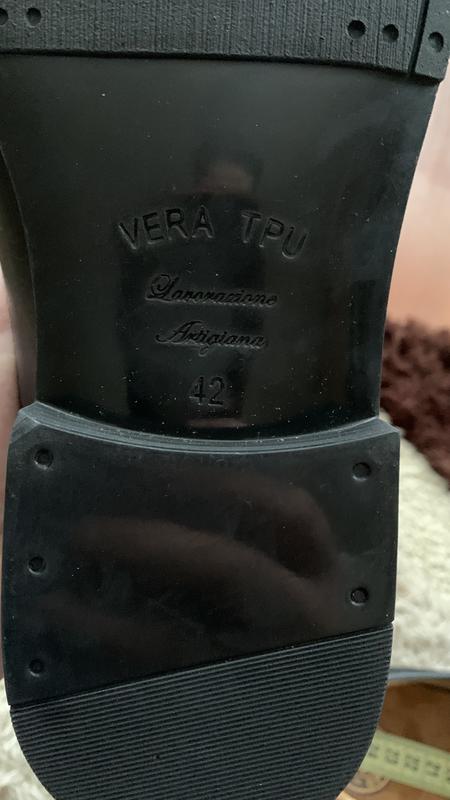 VERA TPU
Lavorazione
Artigiana
42